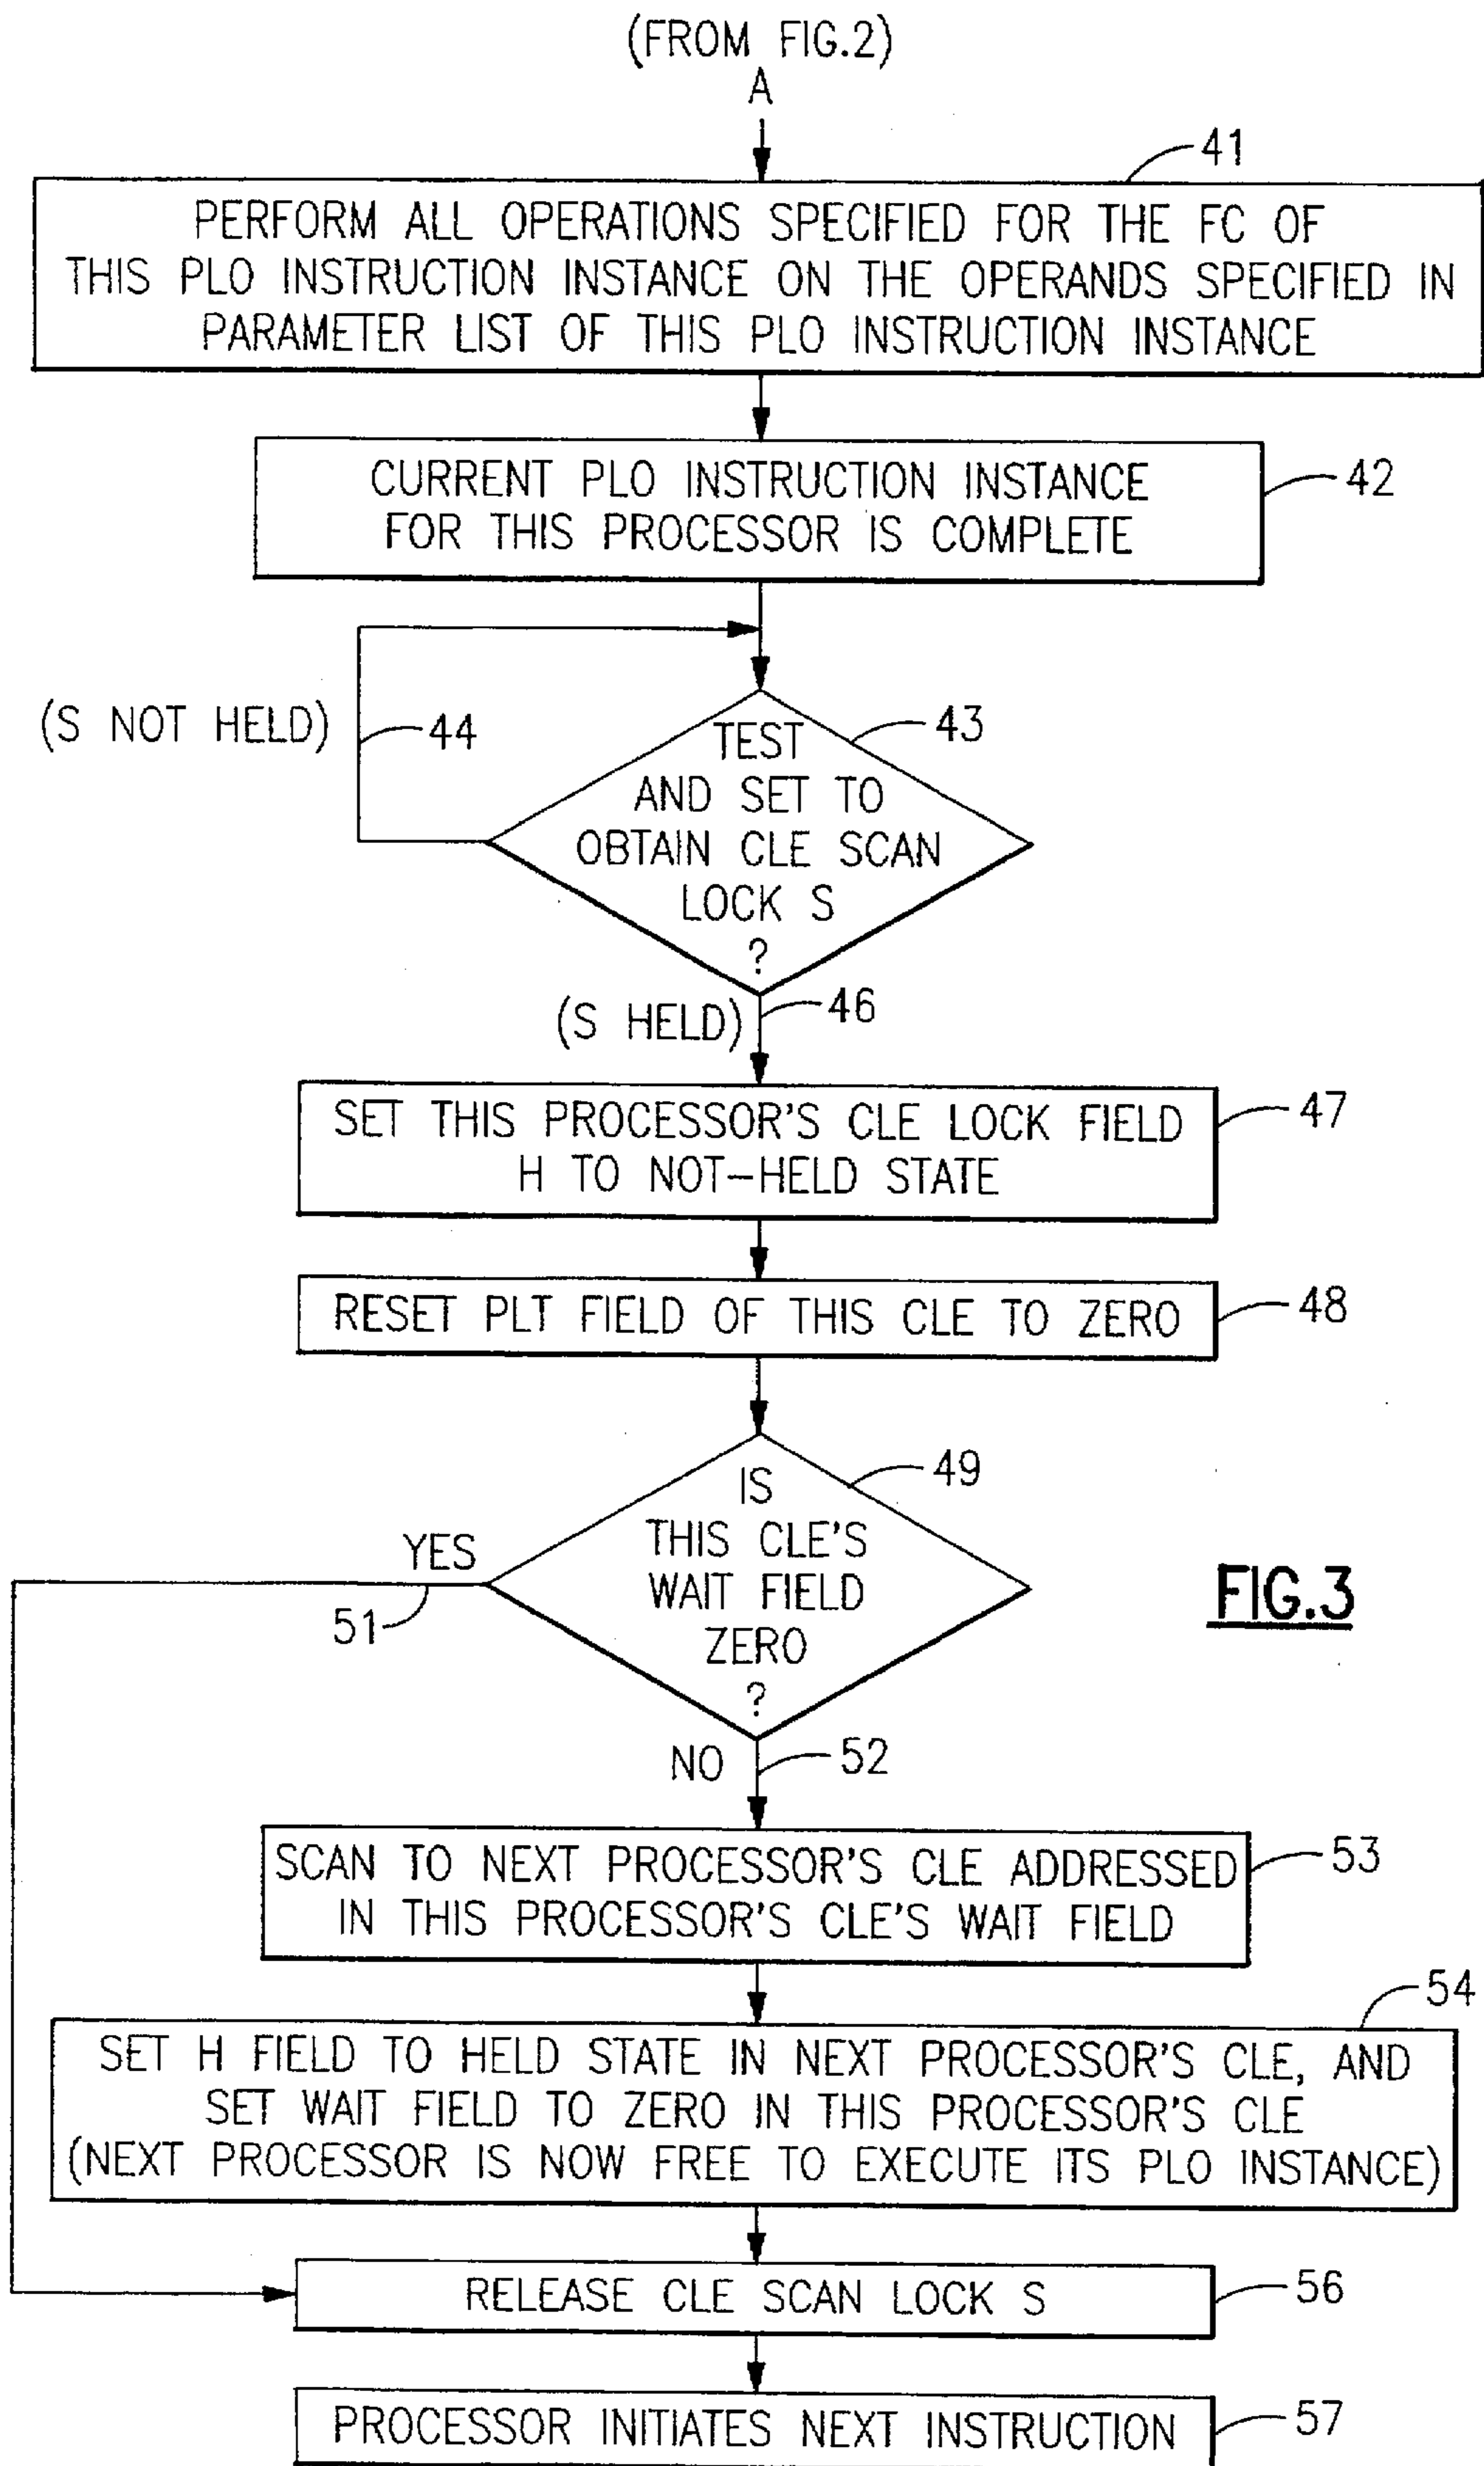 (FROM FIG.2)
A
41
PERFORM ALL OPERATIONS SPECIFIED FOR THE FC OF
THIS PLO INSTRUCTION INSTANCE ON THE OPERANDS SPECIFIED IN
PARAMETER LIST OF THIS PLO INSTRUCTION INSTANCE
CURRENT PLO INSTRUCTION INSTANCE
FOR THIS PROCESSOR IS COMPLETE
42
(S NOT HELD)
44
43
TEST
AND SET TO
OBTAIN CLE SCAN
LOCK S
?
(S HELD)
46
SET THIS PROCESSOR'S CLE LOCK FIELD
H TO NOT-HELD STATE
47
RESET PLT FIELD OF THIS CLE TO ZERO
48
49
IS
THIS CLE'S
WAIT FIELD
ZERO
?
YES
51
FIG.3
NO
52
SCAN TO NEXT PROCESSOR'S CLE ADDRESSED
IN THIS PROCESSOR'S CLE'S WAIT FIELD
53
54
SET H FIELD TO HELD STATE IN NEXT PROCESSOR'S CLE, AND
SET WAIT FIELD TO ZERO IN THIS PROCESSOR'S CLE
(NEXT PROCESSOR IS NOW FREE TO EXECUTE ITS PLO INSTANCE)
RELEASE CLE SCAN LOCK S
56
PROCESSOR INITIATES NEXT INSTRUCTION
57